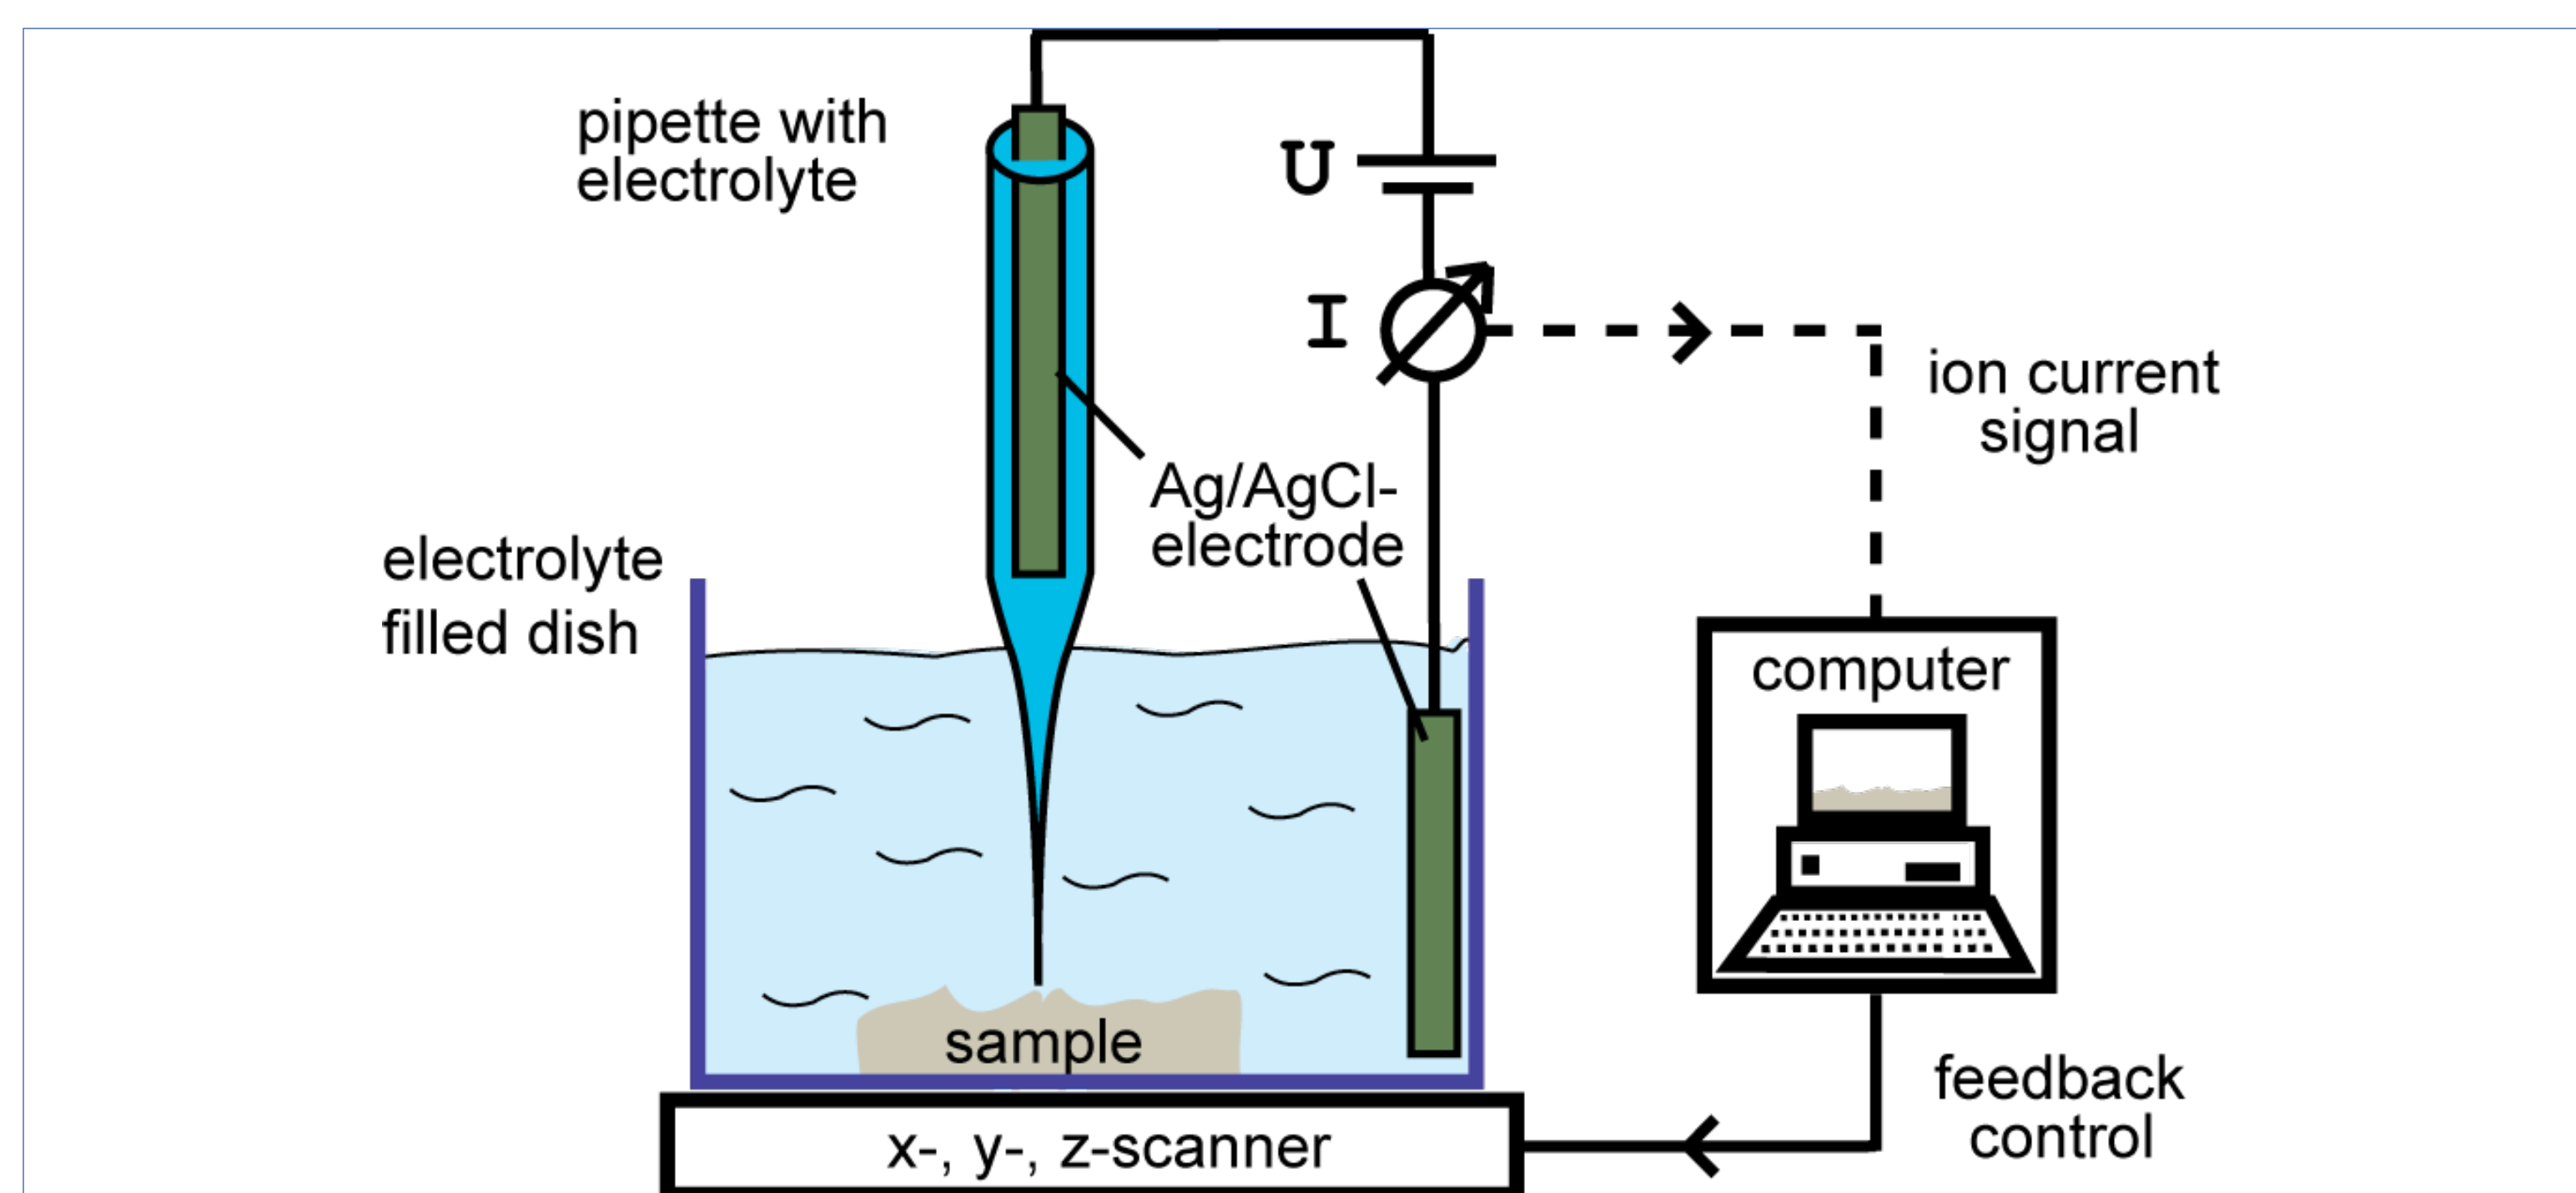 pipette with
electrolyte
U
I
ion current
signal
Ag/AgCl-
electrode
electrolyte
filled dish
computer
sample
feedback
control
x-, y-, z-scanner